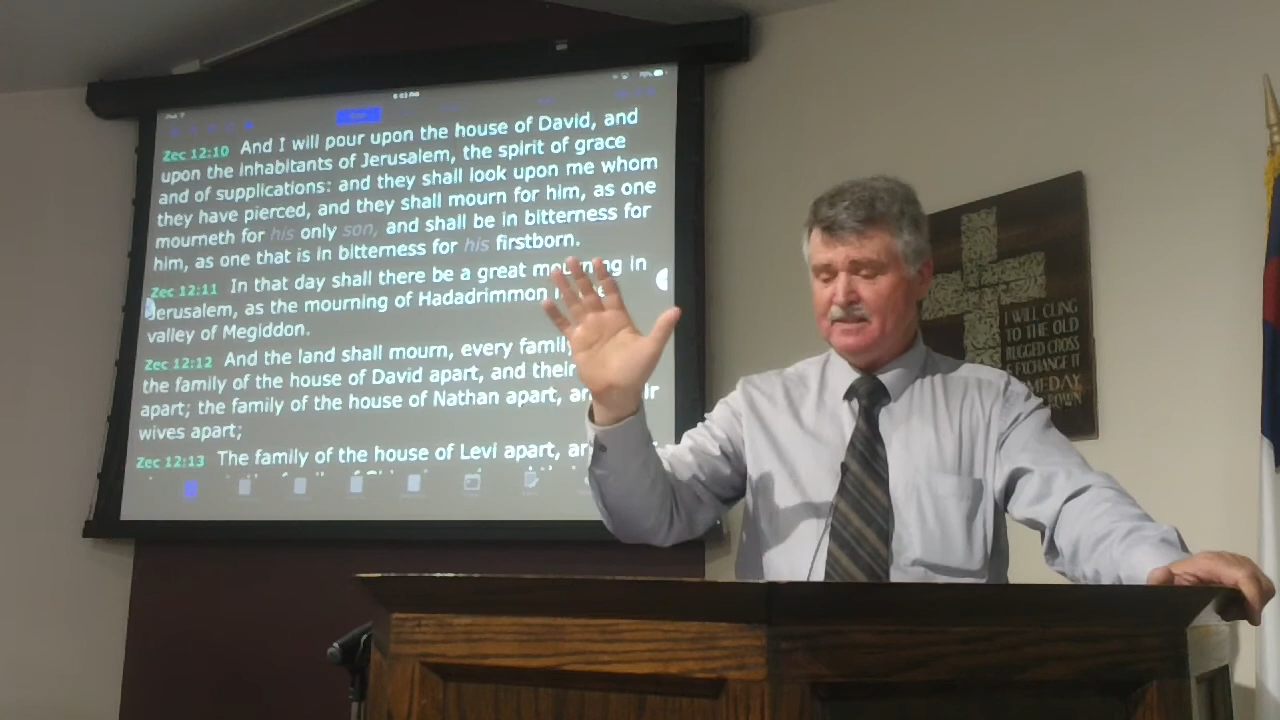 Zec 12:10 And I will pour upon the house of David, and
upon the inhabitants of Jerusalem, the spirit of grace
and of supplications: and they shall look upon me whom
they have pierced, and they shall mourn for him, as one
mourneth for his only son, and shall be in bitterness for
him, as one that is in bitterness for his firstborn.
Zec 12:11 In that day shall there be a great mourning in
Jerusalem, as the mourning of Hadadrimmon
valley of Megiddon.
Zec 12:12 And the land shall mourn, every family
the family of the house of David apart, and their
apart; the family of the house of Nathan apart,
wives apart;
Zec 12:13 The family of the house of Levi apart,
I WILL CLING
TO THE OLD
RUGGED CROSS
EXCHANGE IT